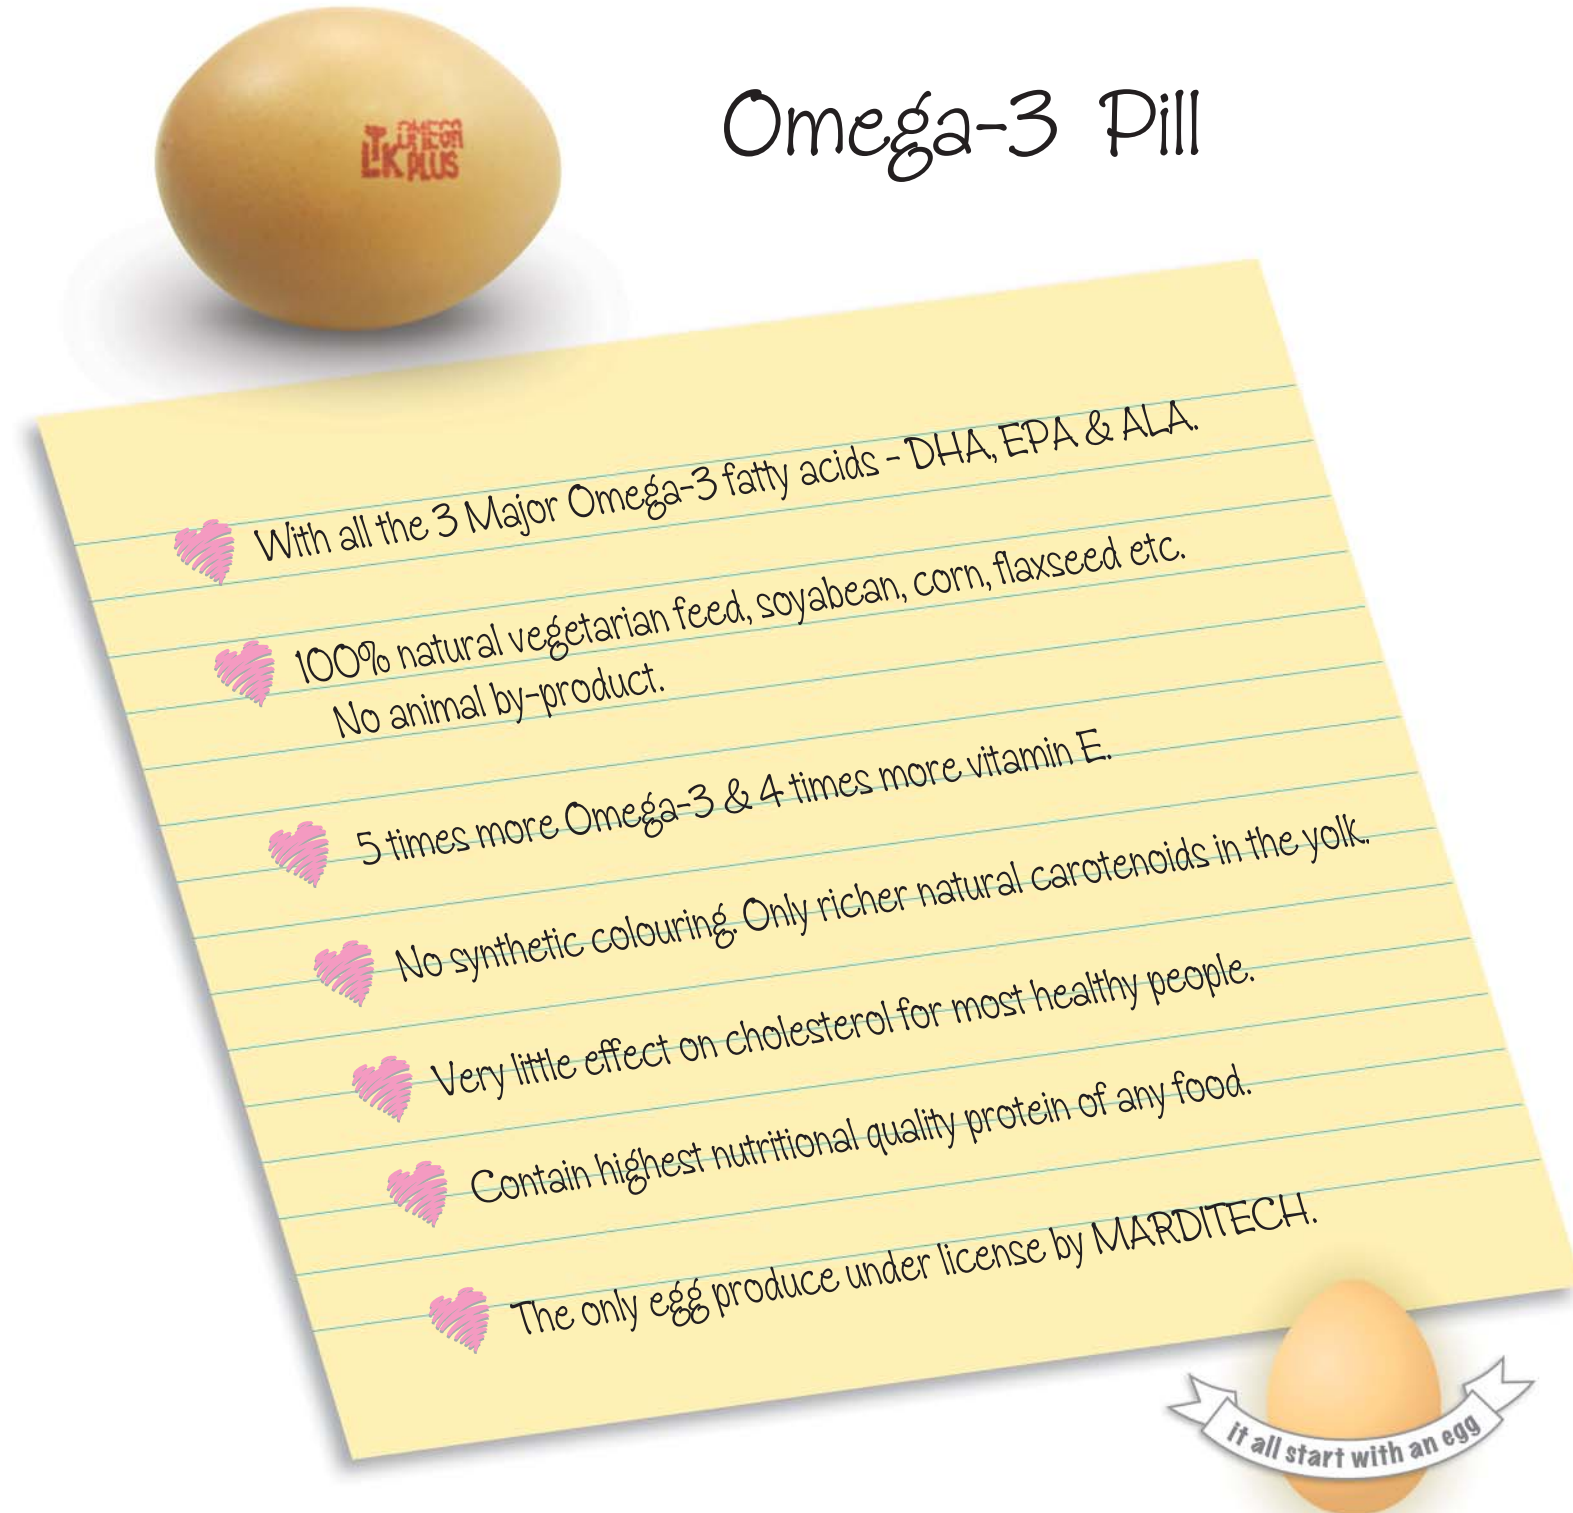 LTK OMEGA
PLUS
Omega-3 Pill
With all the 3 Major Omega-3 fatty acids - DHA, EPA & ALA.
100% natural vegetarian feed, soyabean, corn, flaxseed etc.
No animal by-product.
5 times more Omega-3 & 4 times more vitamin E.
No synthetic colouring. Only richer natural carotenoids in the yolk.
Very little effect on cholesterol for most healthy people.
Contain highest nutritional quality protein of any food.
The only egg produce under license by MARDITECH.
it all start with an egg